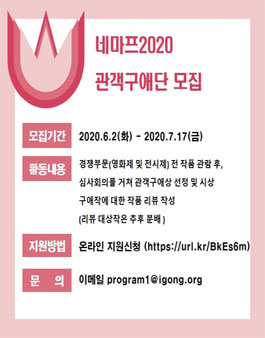 네마프2020
관객구애단 모집
모집기간 2020.6.2(화) - 2020.7.17(금)
활동내용 경쟁부문(영화제 및 전시제) 전 작품 관람 후,
심사회의를 거쳐 관객구애상 선정 및 시상
구애작에 대한 작품 리뷰 작성
(리뷰 대상작은 추후 분배 )
지원방법 온라인 지원신청 (https://url.kr/BkEs6m)
문 의 이메일 program1@igong.org